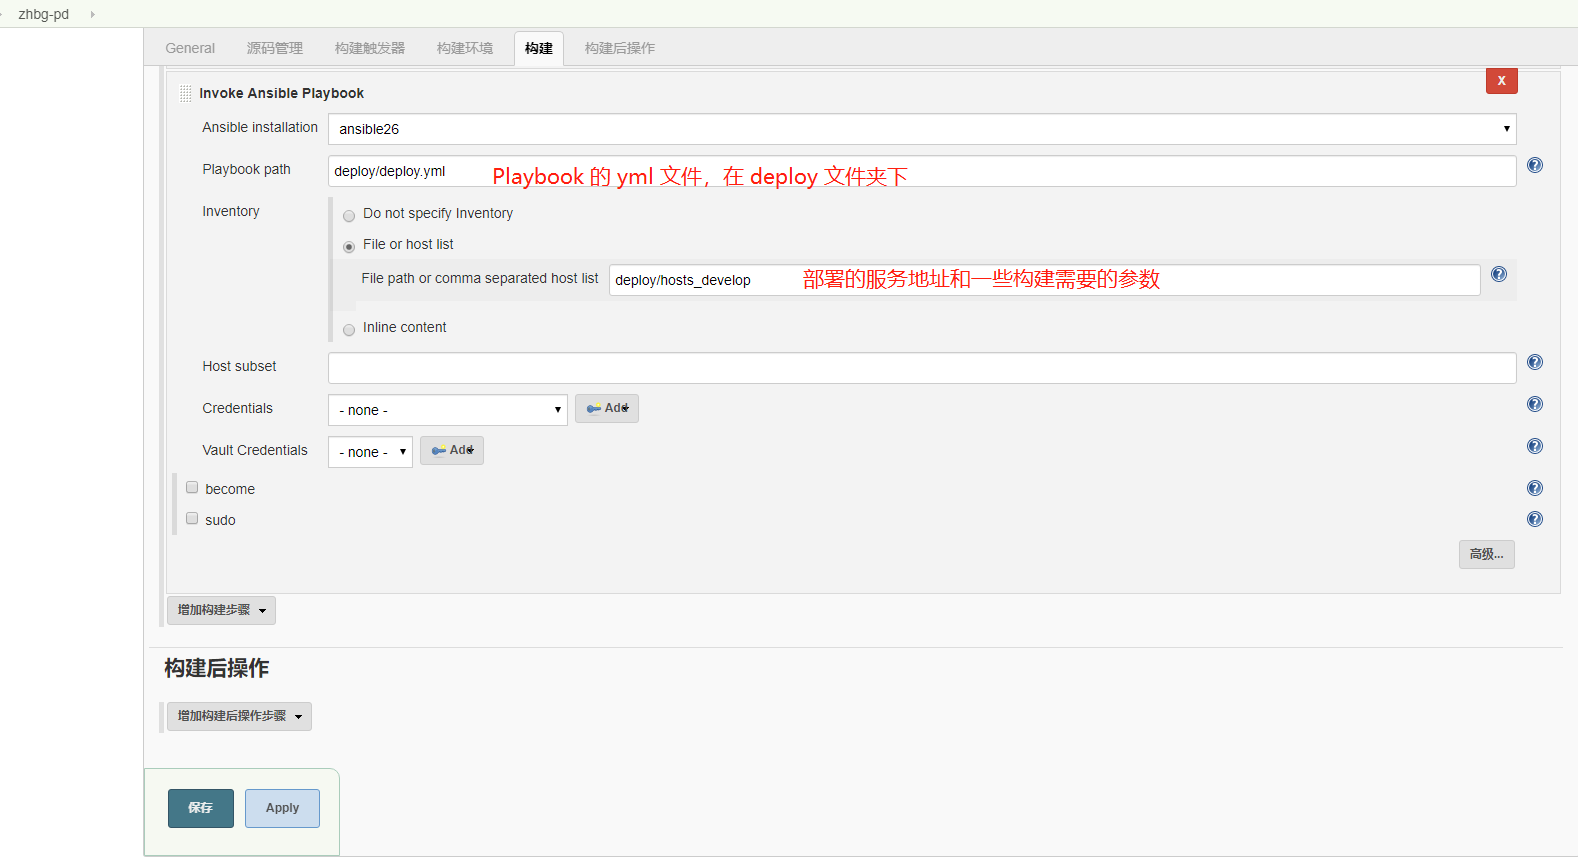 zhbg-pd
General 源码管理 构建触发器 构建环境 构建 构建后操作
X
Invoke Ansible Playbook
Ansible installation ansible26
Playbook path deploy/deploy.yml Playbook 的 yml 文件，在 deploy 文件夹下
Inventory Do not specify Inventory
File or host list
File path or comma separated host list deploy/hosts_develop 部署的服务地址和一些构建需要的参数
Inline content
Host subset
Credentials - none - Add
Vault Credentials - none - Add
become
sudo
高级...
增加构建步骤
构建后操作
增加构建后操作步骤
保存 Apply